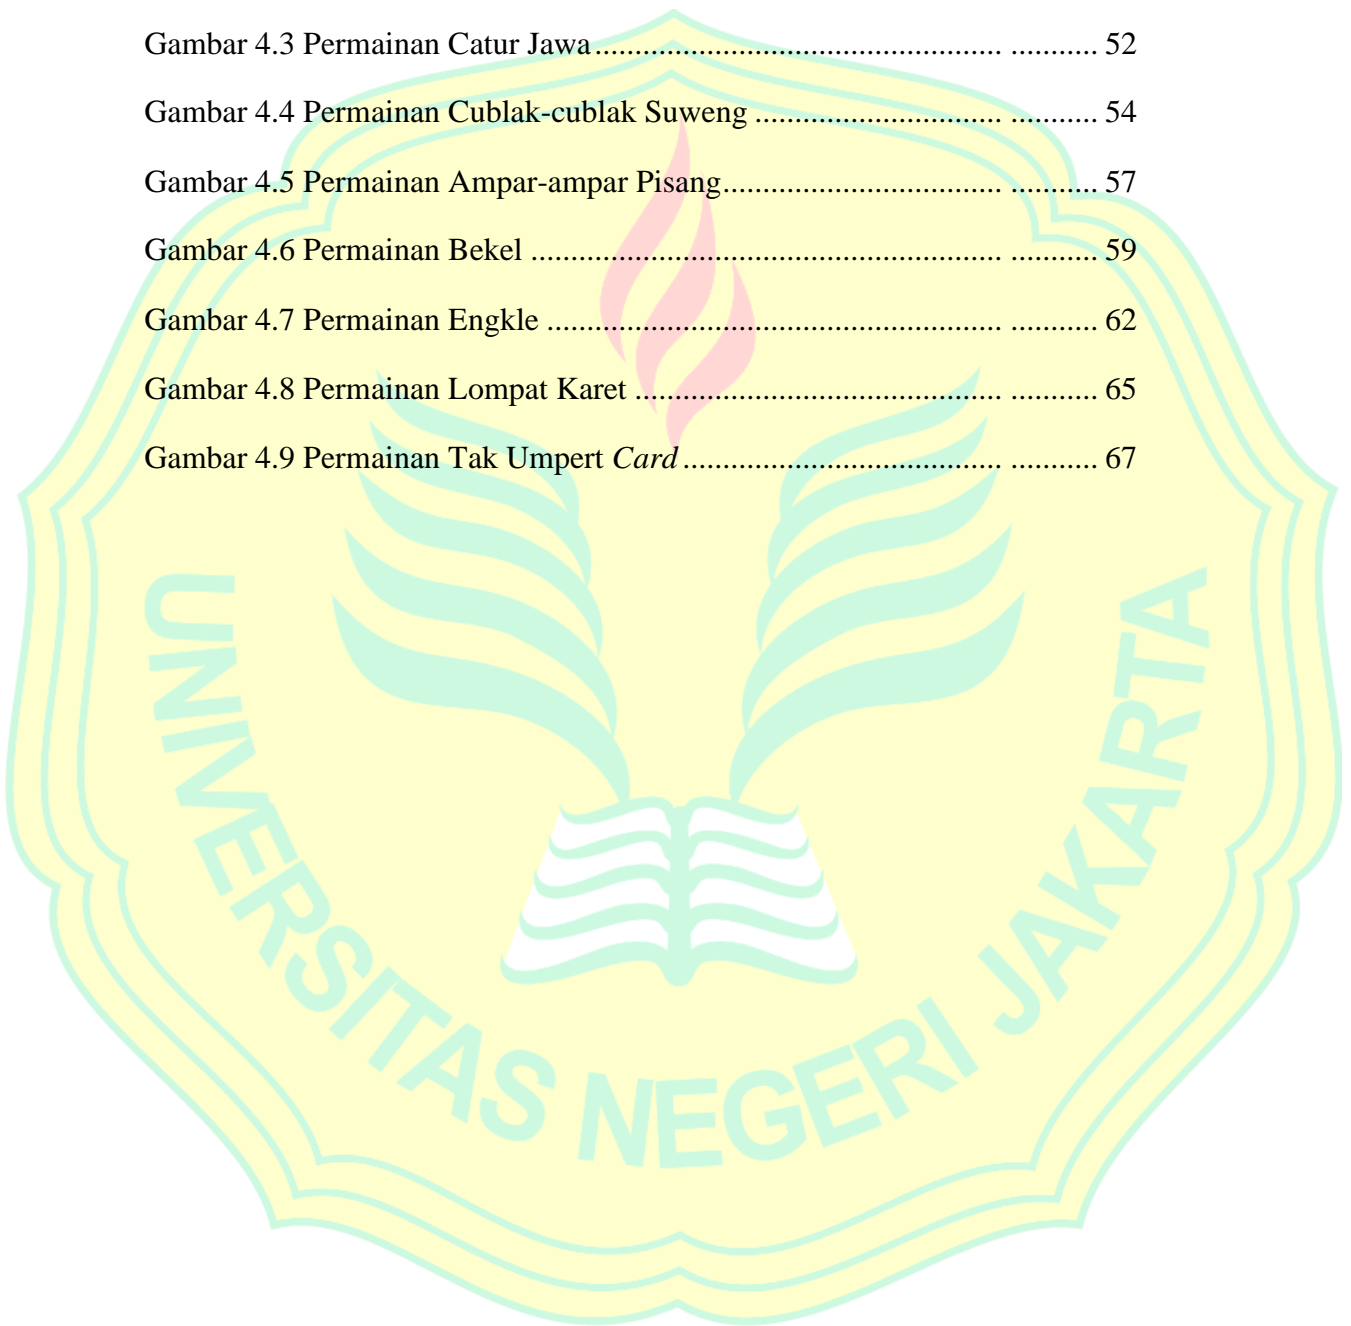 Gambar 4.3 Permainan Catur Jawa .................................................... ........... 52
Gambar 4.4 Permainan Cublak-cublak Suweng ................................ ........... 54
Gambar 4.5 Permainan Ampar-ampar Pisang.................................... ........... 57
Gambar 4.6 Permainan Bekel ............................................................. ........... 59
Gambar 4.7 Permainan Engkle ........................................................... ........... 62
Gambar 4.8 Permainan Lompat Karet ............................................... ........... 65
Gambar 4.9 Permainan Tak Umpert Card ......................................... ........... 67
UNIVERSITAS NEGERI JAKARTA